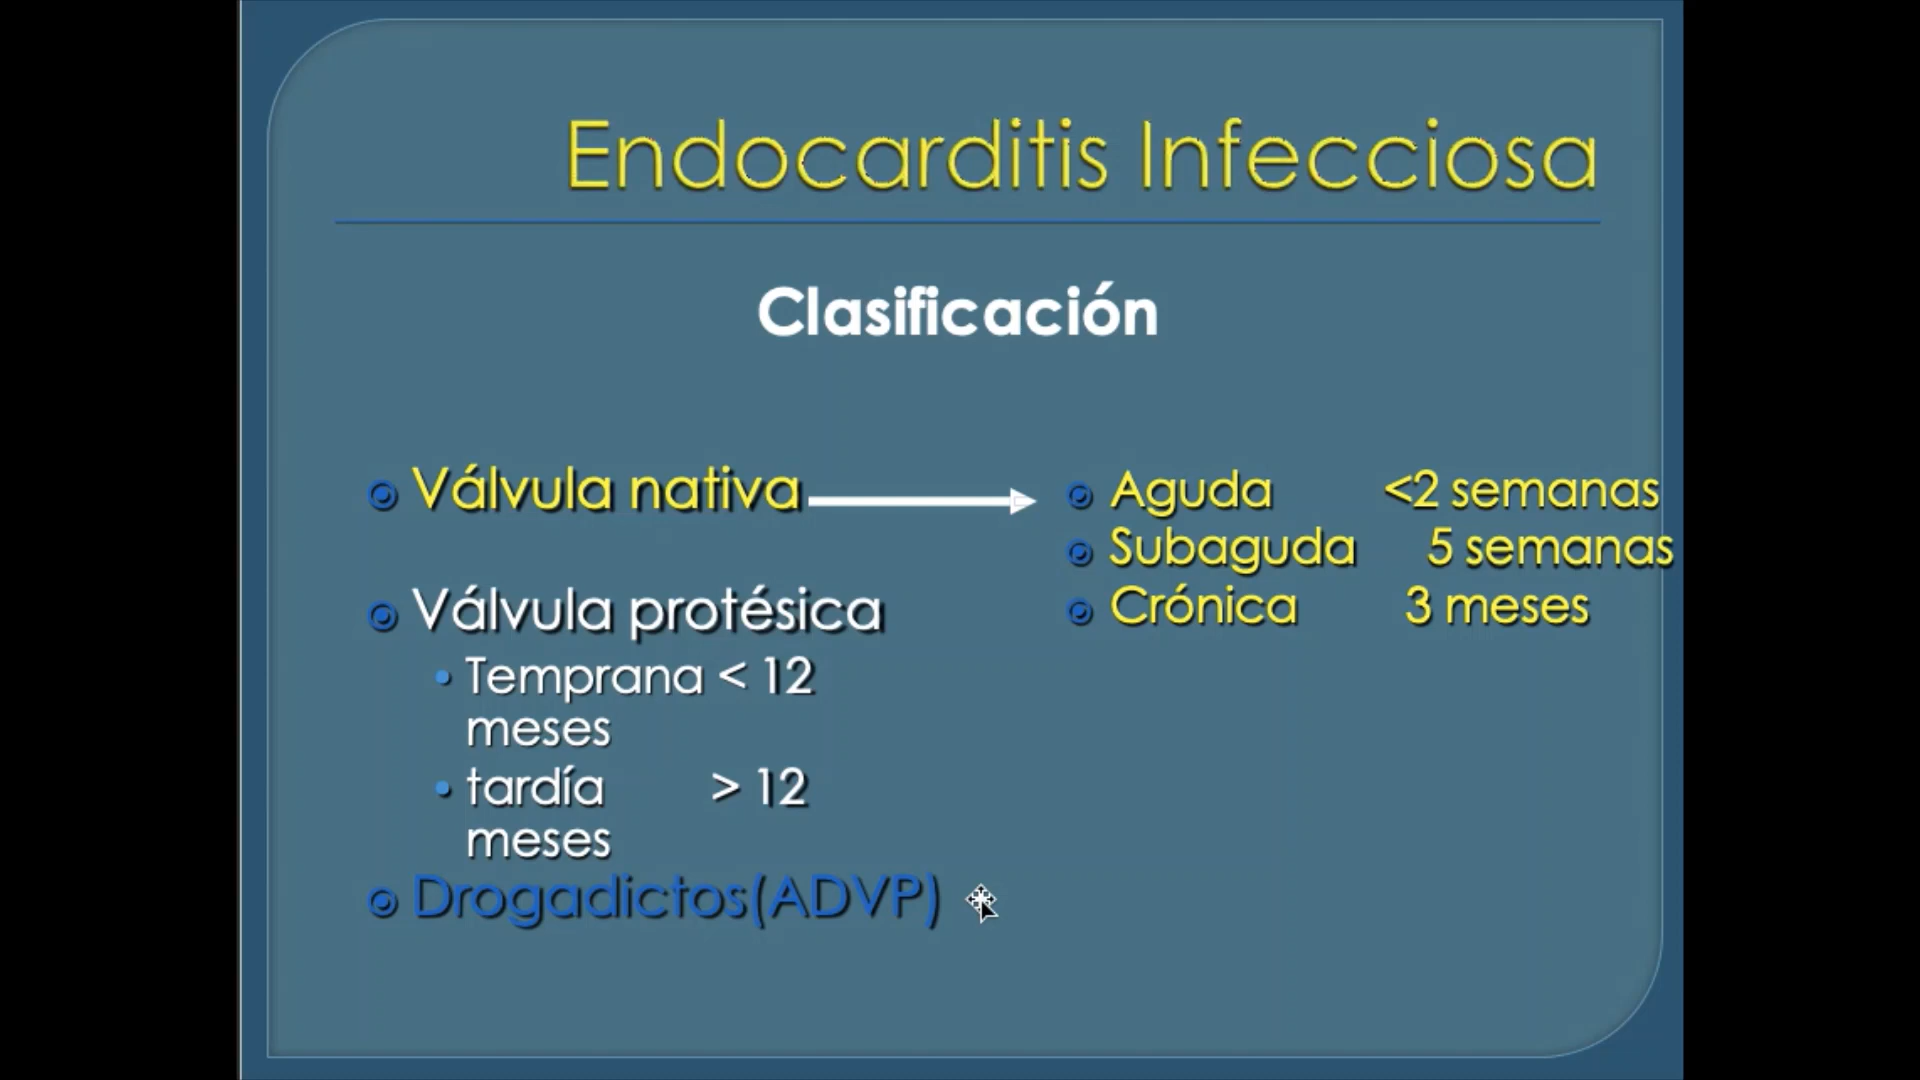 Endocarditis Infecciosa
Clasificación
Válvula nativa
Válvula protésica
Temprana < 12
meses
tardía > 12
meses
Drogadictos(ADVP)
Aguda <2 semanas
Subaguda 5 semanas
Crónica 3 meses